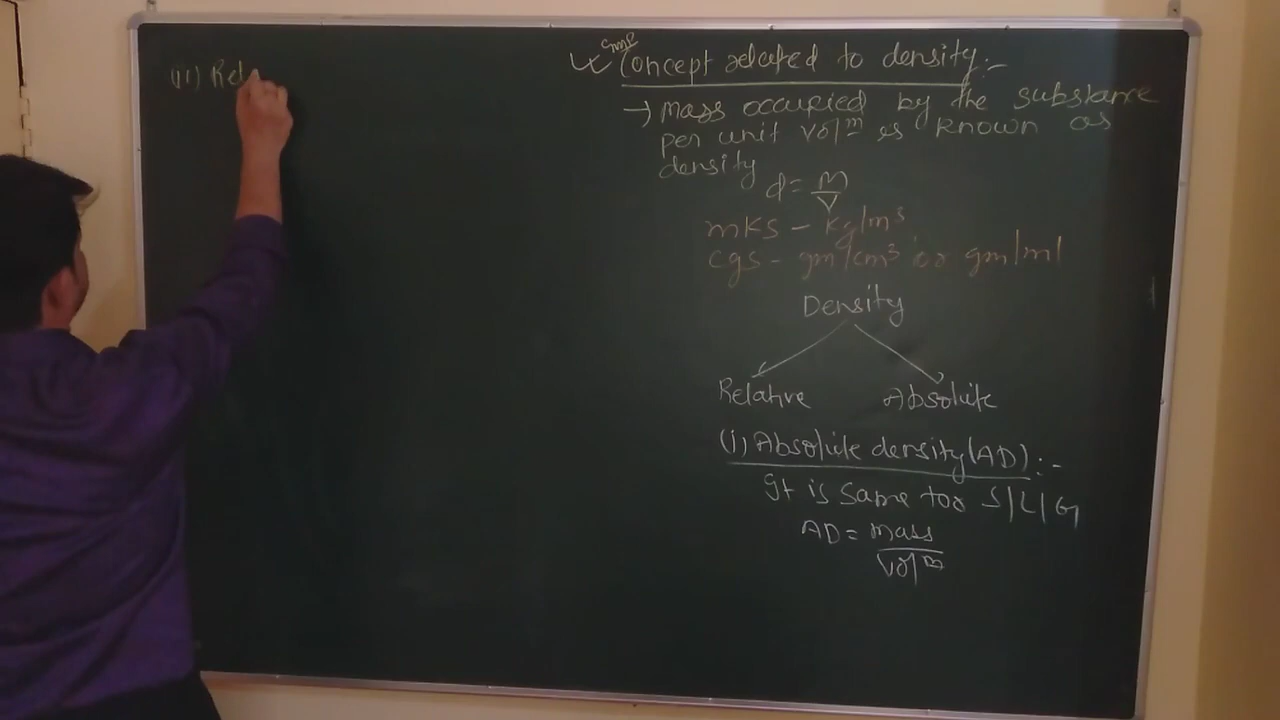 (ii) Rel
Imp
Concept related to density:-
→ Mass occupied by the substance
per unit volᵐ is known as
density
d = M/V
mks - kg/m³
cgs - gm/cm³ or gm/ml
Density
Relative Absolute
(i) Absolute density (AD):-
It is same for S/L/G
AD = mass
volᵐ